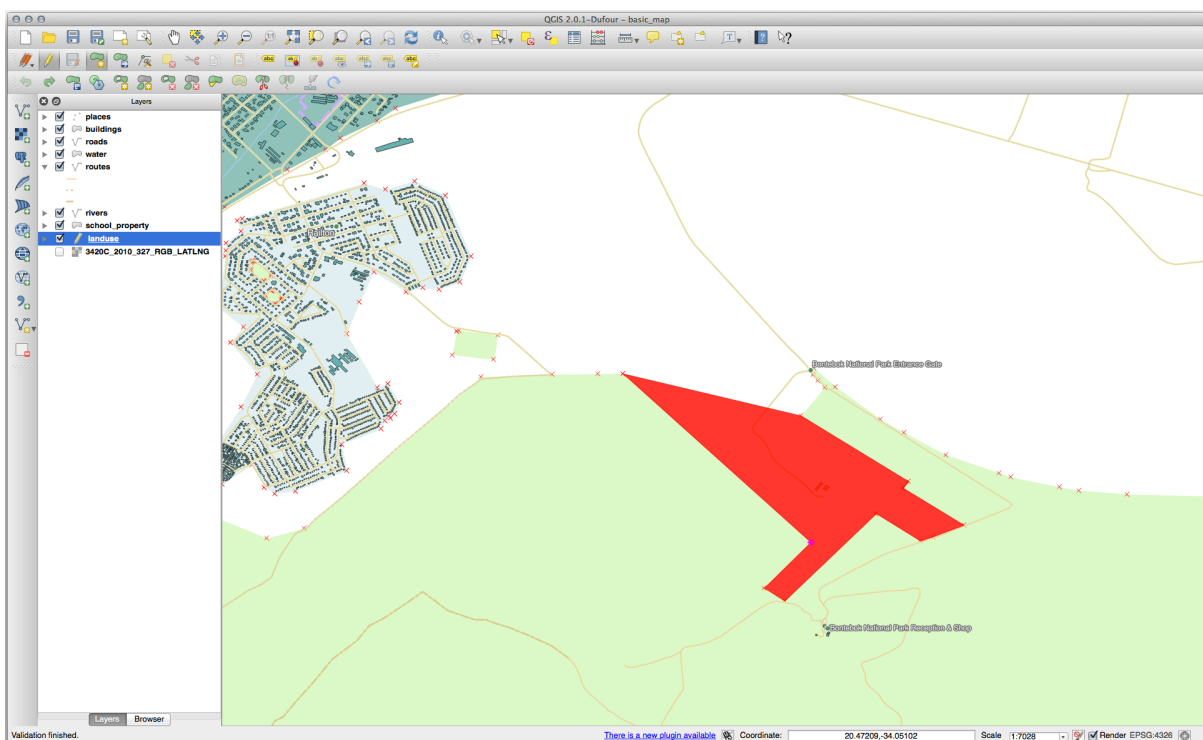 QGIS 2.0.1-Dufour - basic_map
Layers
places
buildings
roads
water
routes
rivers
school_property
landuse
3420C_2010_327_RGB_LATLNG
Railton
Bontebok National Park Entrance Gate
Bontebok National Park Reception & Shop
Layers Browser
Validation finished. There is a new plugin available Coordinate: 20.47209,-34.05102 Scale 1:7028 Render EPSG:4326